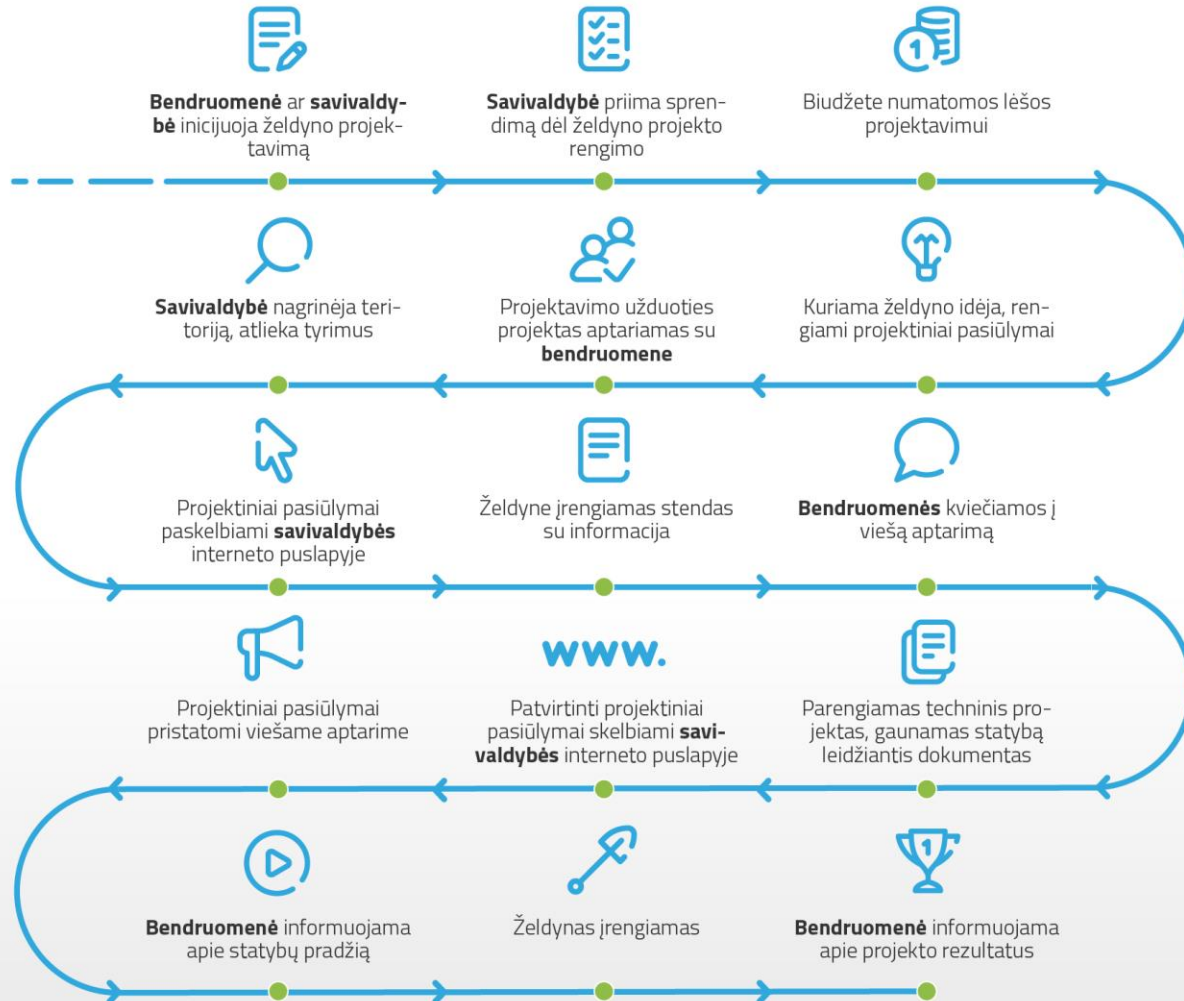 Bendruomenė ar savivaldy-
bė inicijuoja želdyno projek-
tavimą
Savivaldybė priima spren-
dimą dėl želdyno projekto
rengimo
1
Biudžete numatomos lėšos
projektavimui
Savivaldybė nagrinėja teri-
toriją, atlieka tyrimus
Projektavimo užduoties
projektas aptariamas su
bendruomene
Kuriama želdyno idėja, ren-
giami projektiniai pasiūlymai
Projektiniai pasiūlymai
paskelbiami savivaldybės
interneto puslapyje
Želdyne įrengiamas stendas
su informacija
Bendruomenės kviečiamos į
viešą aptarimą
Projektiniai pasiūlymai
pristatomi viešame aptarime
www.
Patvirtinti projektiniai
pasiūlymai skelbiami savi-
valdybės interneto puslapyje
Parengiamas techninis pro-
jektas, gaunamas statybą
leidžiantis dokumentas
Bendruomenė informuojama
apie statybų pradžią
Želdynas įrengiamas
1
Bendruomenė informuojama
apie projekto rezultatus